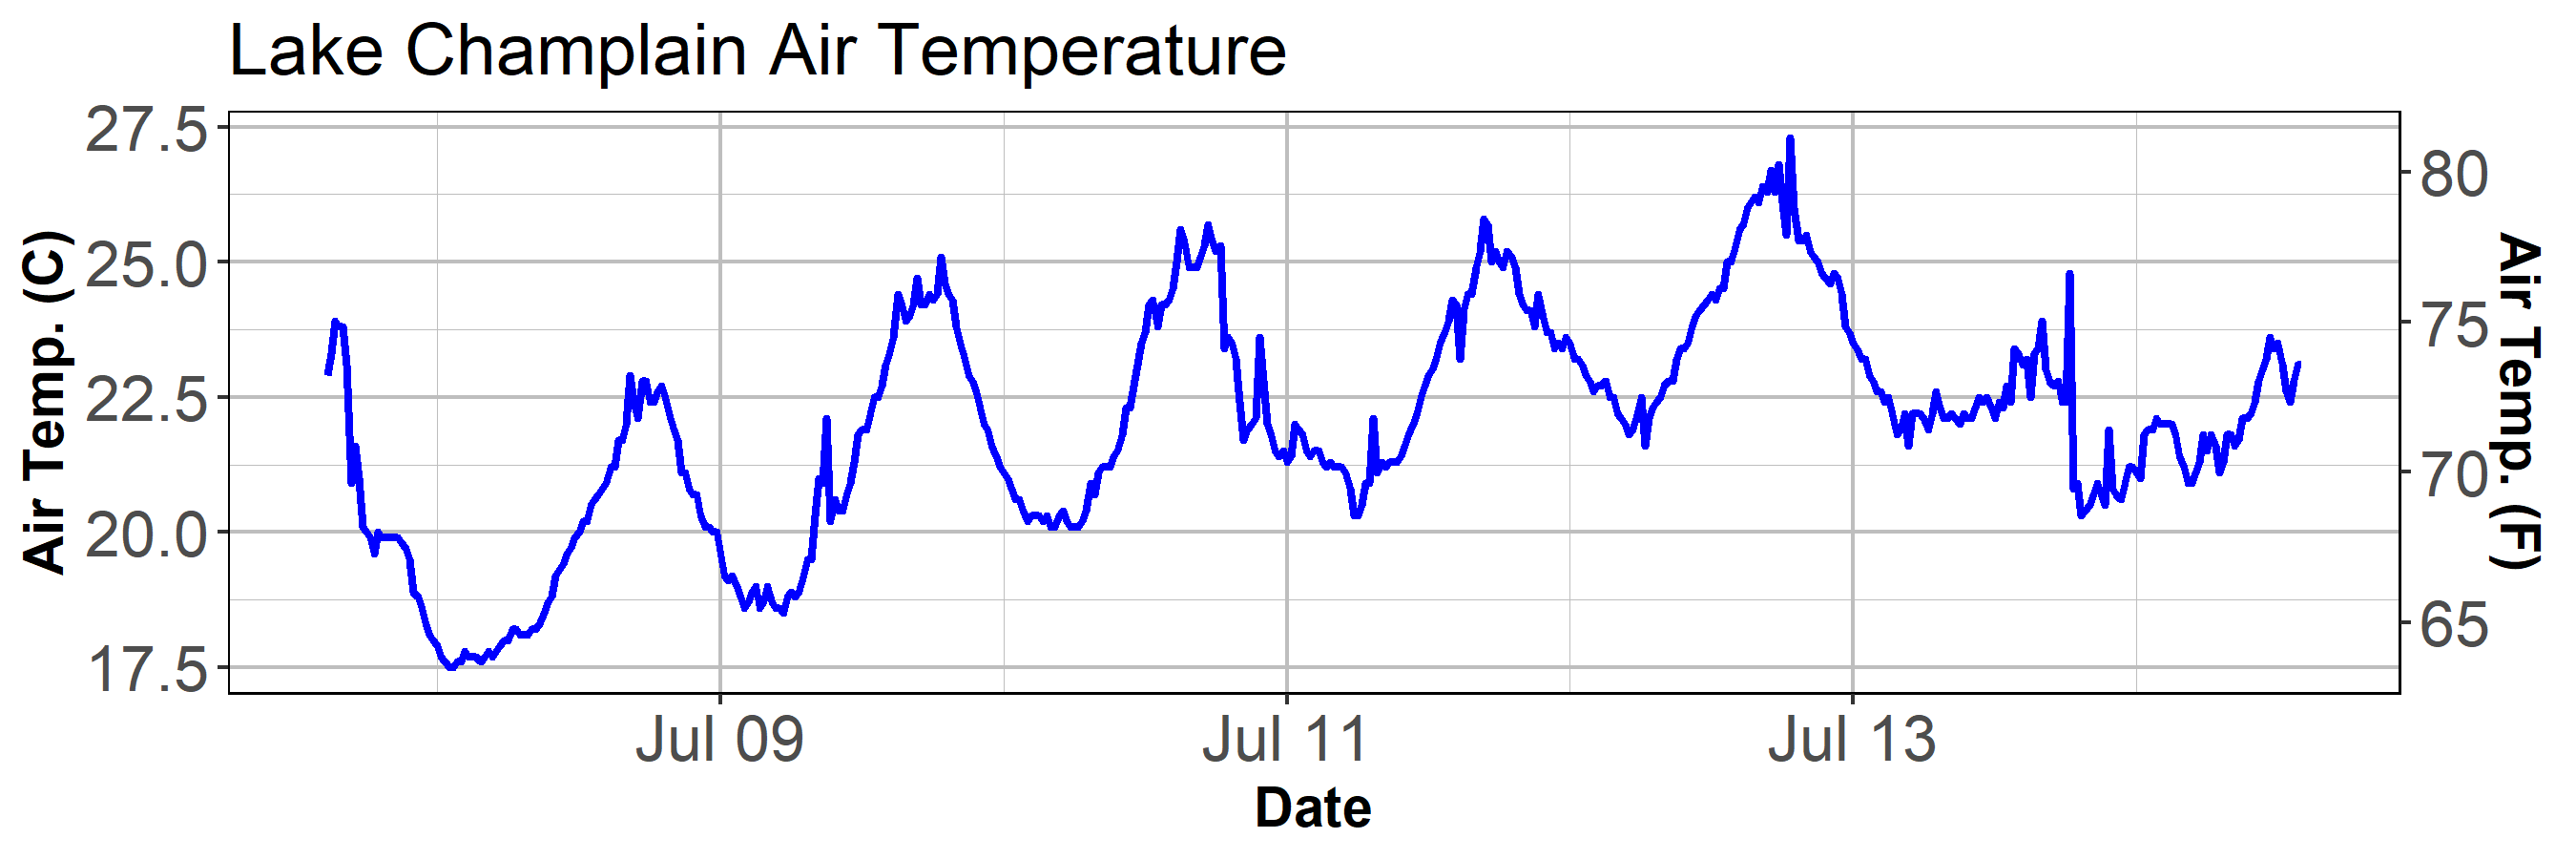 Lake Champlain Air Temperature
Air Temp. (C)
27.5
25.0
22.5
20.0
17.5
80
75
70
65
Air Temp. (F)
Jul 09
Jul 11
Jul 13
Date